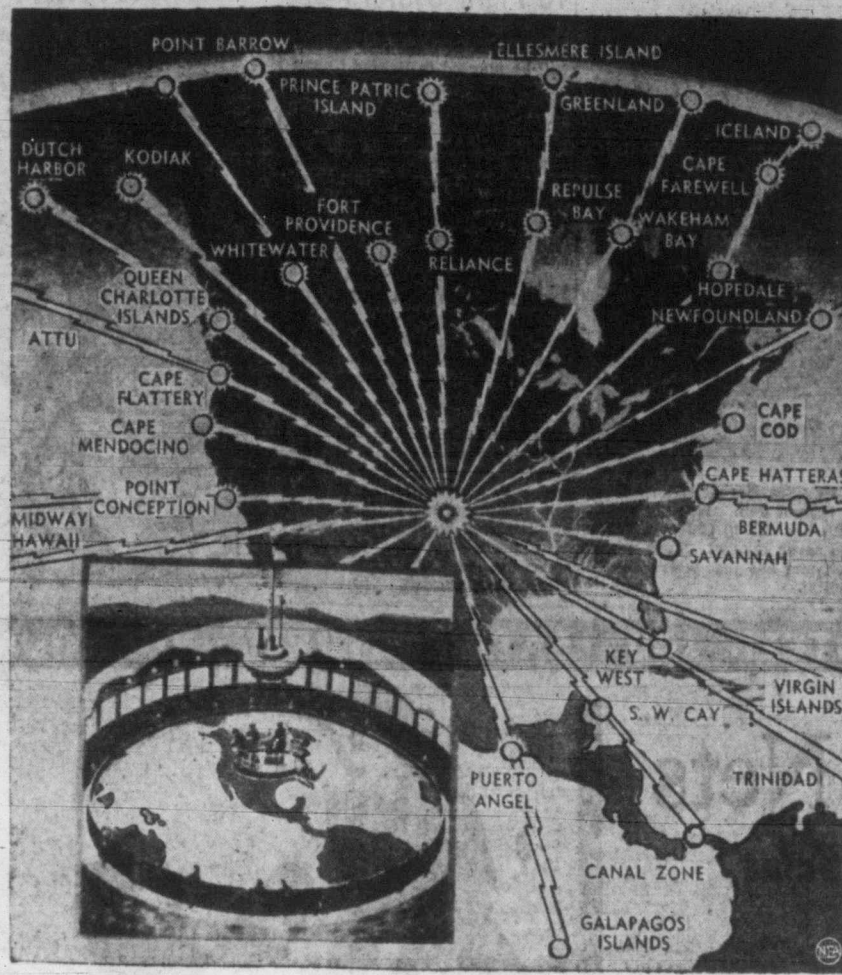 POINT BARROW
ELLESMERE ISLAND
PRINCE PATRIC
ISLAND
GREENLAND
ICELAND
DUTCH
HARBOR
KODIAK
CAPE
FAREWELL
FORT
PROVIDENCE
REPULSE
BAY
WAKEHAM
BAY
WHITEWATER
RELIANCE
QUEEN
CHARLOTTE
ISLANDS
HOPEDALE
NEWFOUNDLAND
ATTU
CAPE
FLATTERY
CAPE
MENDOCINO
CAPE
COD
POINT
CONCEPTION
CAPE HATTERAS
MIDWAY
HAWAII
BERMUDA
SAVANNAH
KEY
WEST
VIRGIN
ISLANDS
S. W. CAY
PUERTO
ANGEL
TRINIDAD
CANAL ZONE
GALAPAGOS
ISLANDS
NEA